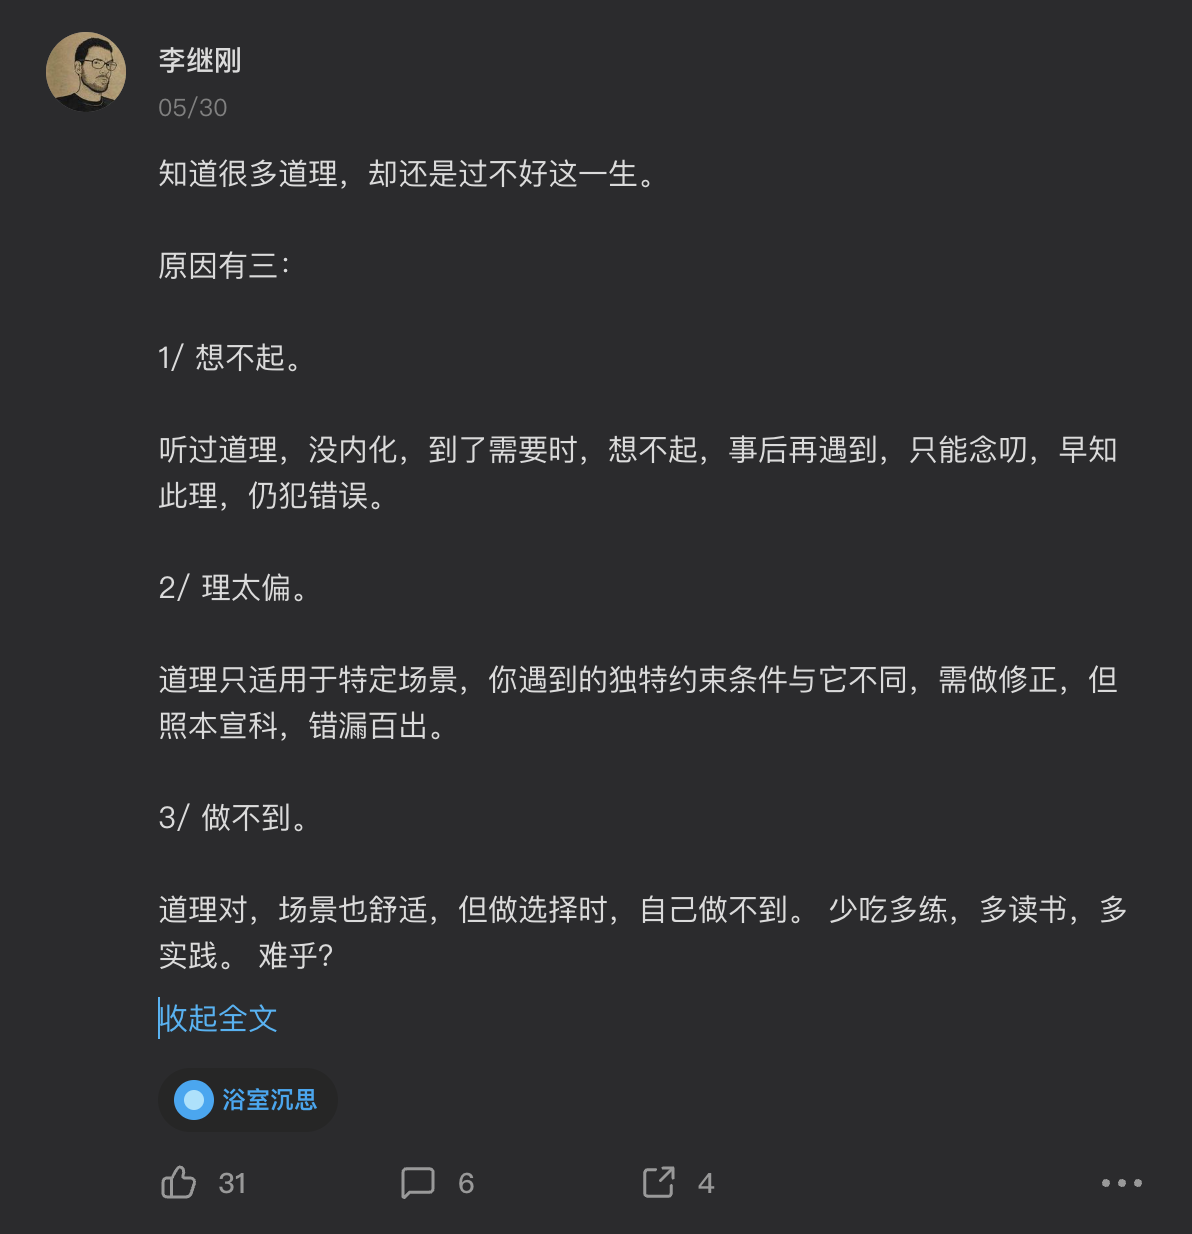 李继刚
05/30
知道很多道理，却还是过不好这一生。
原因有三：
1/ 想不起。
听过道理，没内化，到了需要时，想不起，事后再遇到，只能念叨，早知
此理，仍犯错误。
2/ 理太偏。
道理只适用于特定场景，你遇到的独特约束条件与它不同，需做修正，但
照本宣科，错漏百出。
3/ 做不到。
道理对，场景也舒适，但做选择时，自己做不到。 少吃多练，多读书，多
实践。 难乎？
收起全文
浴室沉思
31
6
4